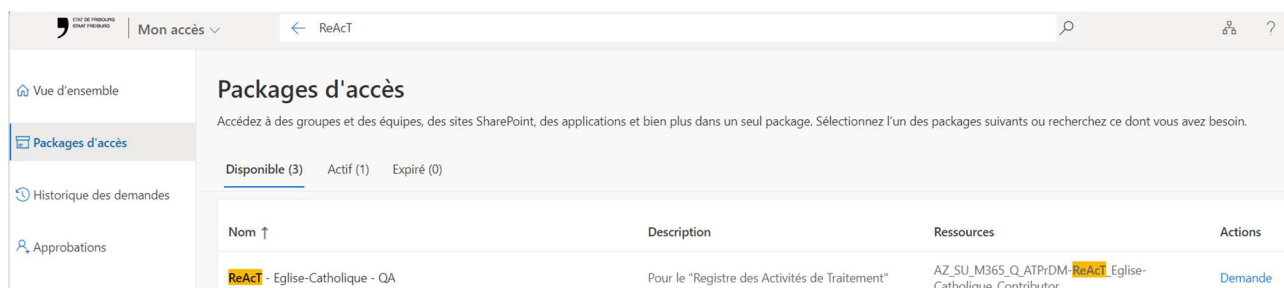 ETAT DE FRIBOURG
STAAT FREIBURG
Mon accès
ReAcT
?
Vue d'ensemble
Packages d'accès
Historique des demandes
Approbations
Packages d'accès
Accédez à des groupes et des équipes, des sites SharePoint, des applications et bien plus dans un seul package. Sélectionnez l'un des packages suivants ou recherchez ce dont vous avez besoin.
Disponible (3) Actif (1) Expiré (0)
Nom ↑ Description Ressources Actions
ReAcT - Eglise-Catholique - QA Pour le "Registre des Activités de Traitement" AZ_SU_M365_Q_ATPrDM-ReAcT_Eglise- Demande
Catholique_Contributor